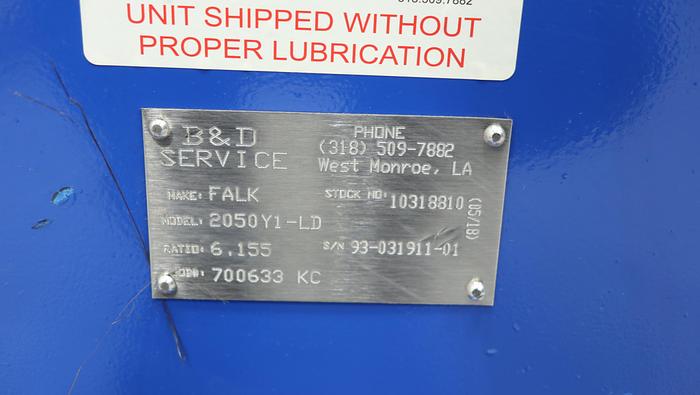 UNIT SHIPPED WITHOUT
PROPER LUBRICATION
B&D
SERVICE
PHONE
(318) 509-7882
West Monroe, LA
MAKE: FALK
STOCK NO: 10318810 (05/18)
MODEL: 2050Y1-LD
RATIO: 6.155
S/N 93-031911-01
700633 KC